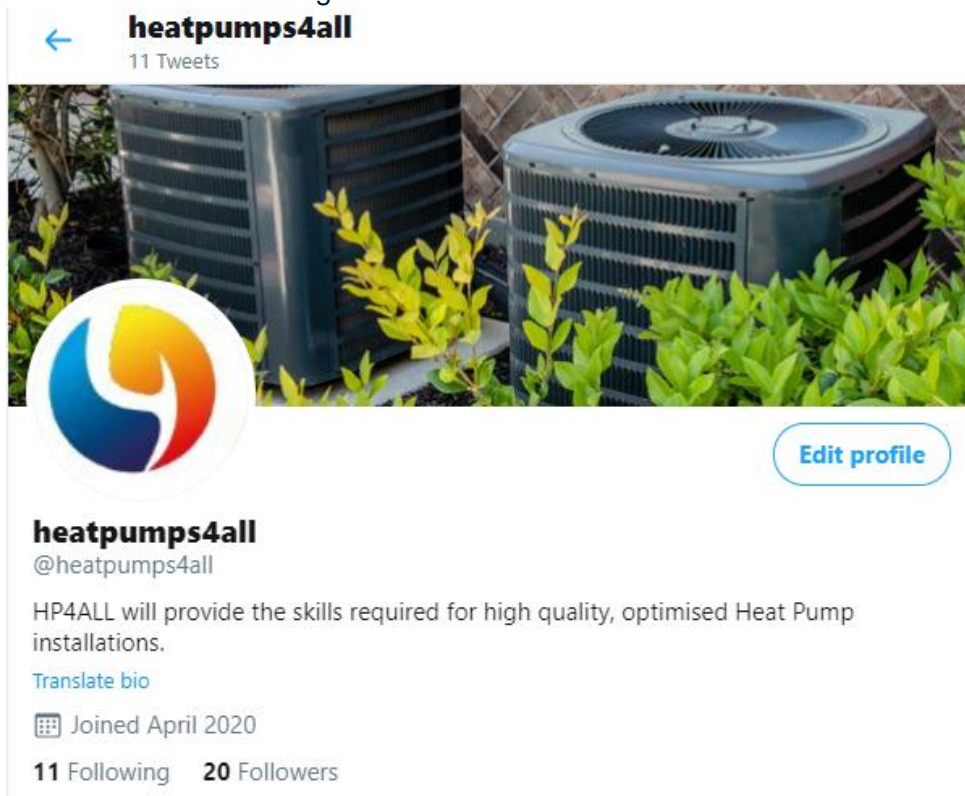 heatpumps4all
11 Tweets
Edit profile
heatpumps4all
@heatpumps4all
HP4ALL will provide the skills required for high quality, optimised Heat Pump
installations.
Translate bio
Joined April 2020
11 Following 20 Followers